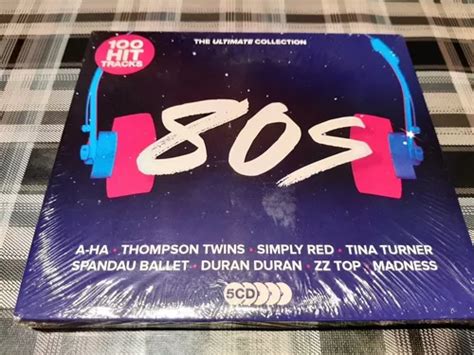 100
HIT
TRACKS
THE ULTIMATE COLLECTION
80s
A-HA • THOMPSON TWINS • SIMPLY RED • TINA TURNER
SPANDAU BALLET • DURAN DURAN • ZZ TOP • MADNESS
5CD